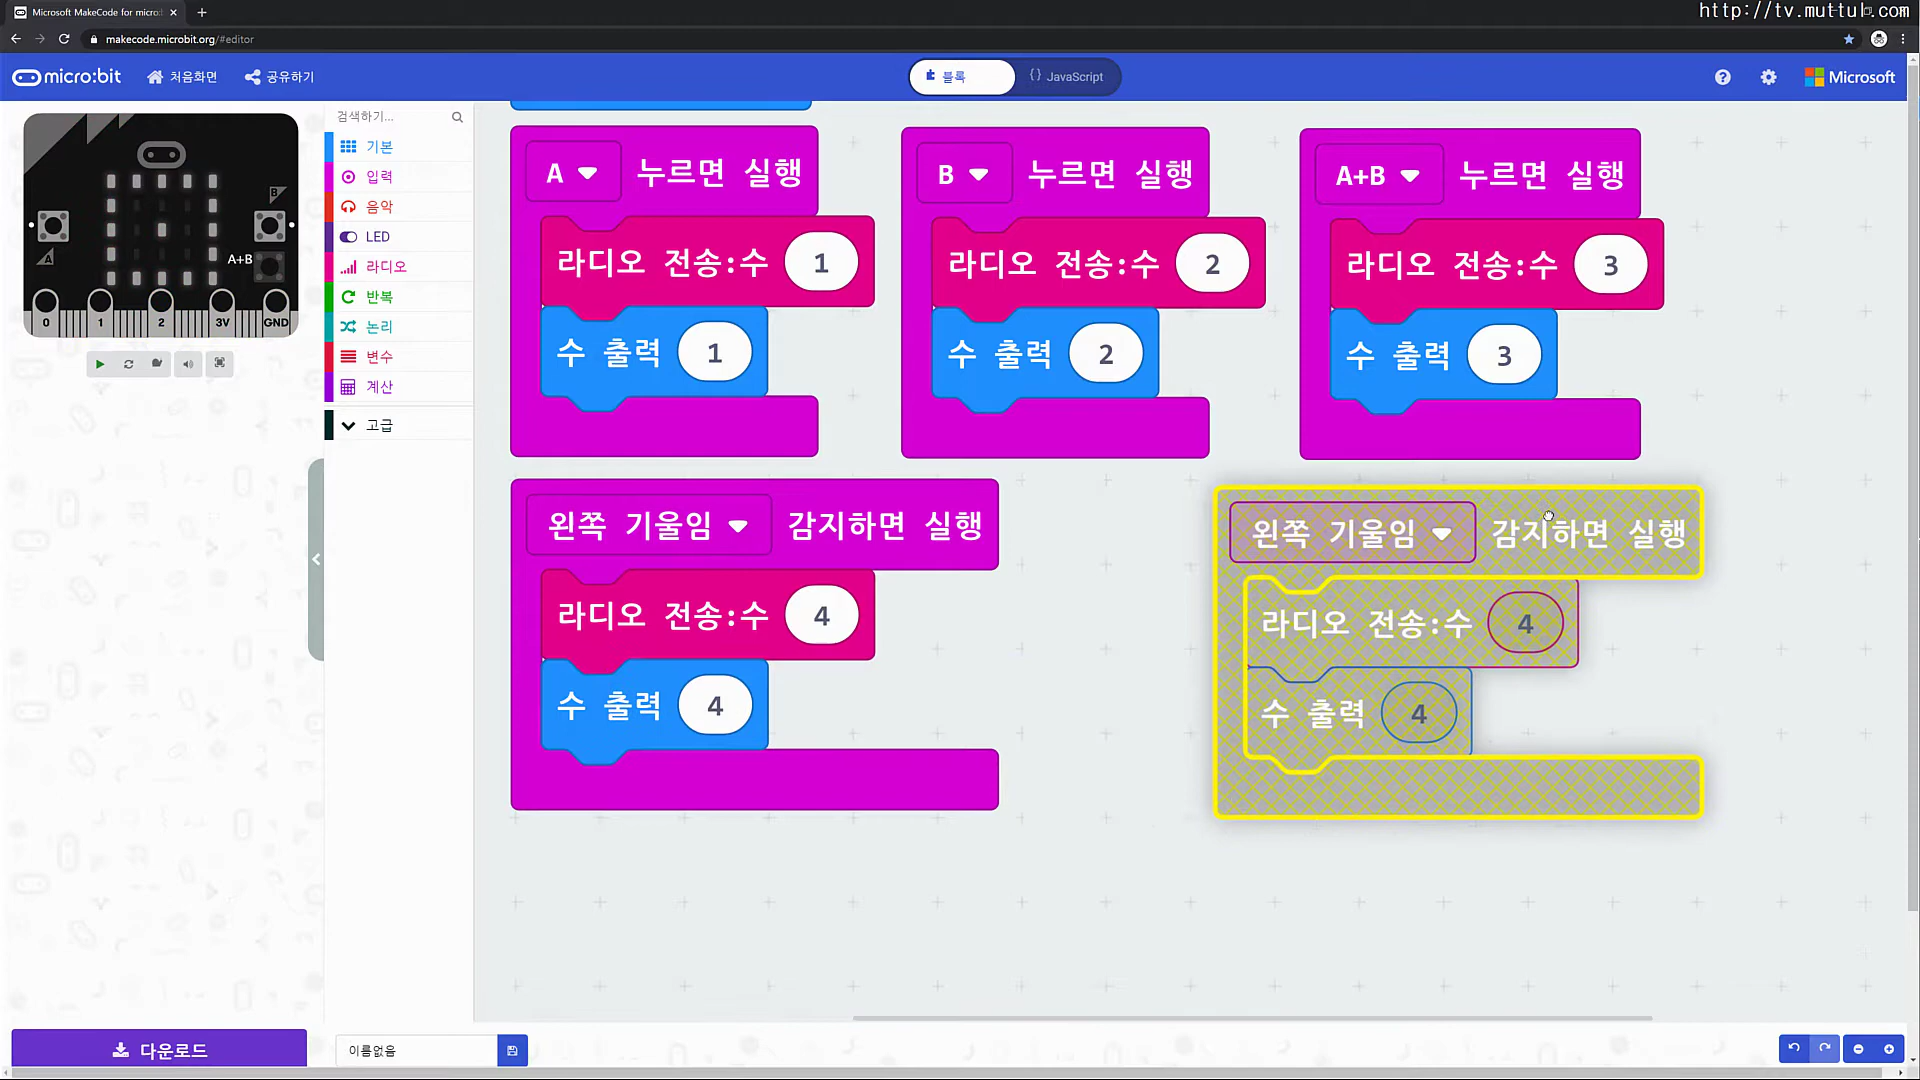 Microsoft MakeCode for micro:
http://tv.muttul.com
makecode.microbit.org/#editor
micro:bit
처음화면
공유하기
블록
{} JavaScript
Microsoft
검색하기...
기본
입력
음악
LED
라디오
반복
논리
변수
계산
고급
B
A
A+B
0 1 2 3V GND
A 누르면 실행
라디오 전송:수 1
수 출력 1
B 누르면 실행
라디오 전송:수 2
수 출력 2
A+B 누르면 실행
라디오 전송:수 3
수 출력 3
왼쪽 기울임 감지하면 실행
라디오 전송:수 4
수 출력 4
왼쪽 기울임 감지하면 실행
라디오 전송:수 4
수 출력 4
다운로드
이름없음